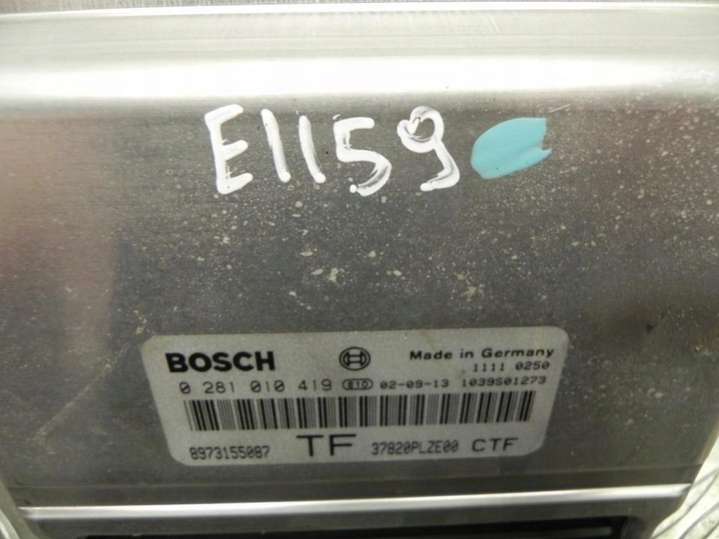 E1159
BOSCH Made in Germany
1111 0250
0 281 010 419 E10 02-09-13 1039S01273
8973155087 TF 37820PLZE00 CTF